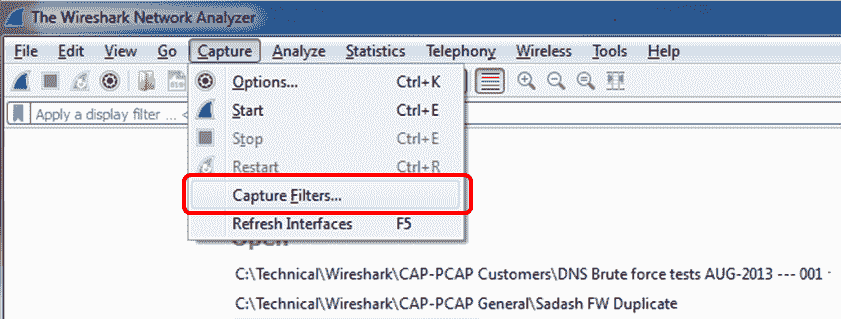 The Wireshark Network Analyzer
File Edit View Go Capture Analyze Statistics Telephony Wireless Tools Help
Options... Ctrl+K
Apply a display filter ... <
Start Ctrl+E
Stop Ctrl+E
Restart Ctrl+R
Capture Filters...
Refresh Interfaces F5
Open
C:\Technical\Wireshark\CAP-PCAP Customers\DNS Brute force tests AUG-2013 --- 001
C:\Technical\Wireshark\CAP-PCAP General\Sadash FW Duplicate